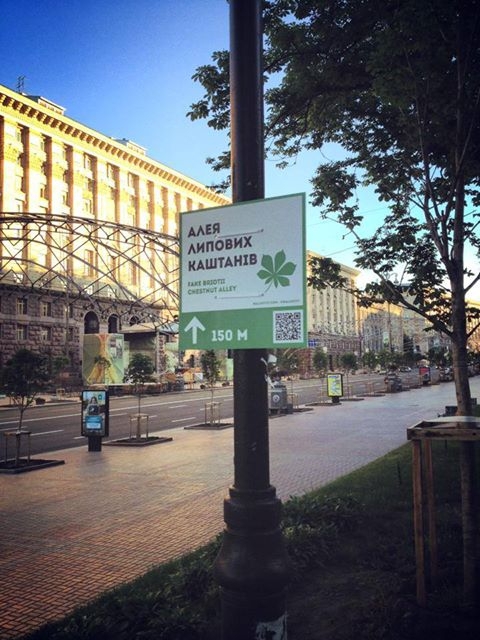 АЛЕЯ
ЛИПОВИХ
КАШТАНІВ
FAKE BRIOTII
CHESTNUT ALLEY
150 М